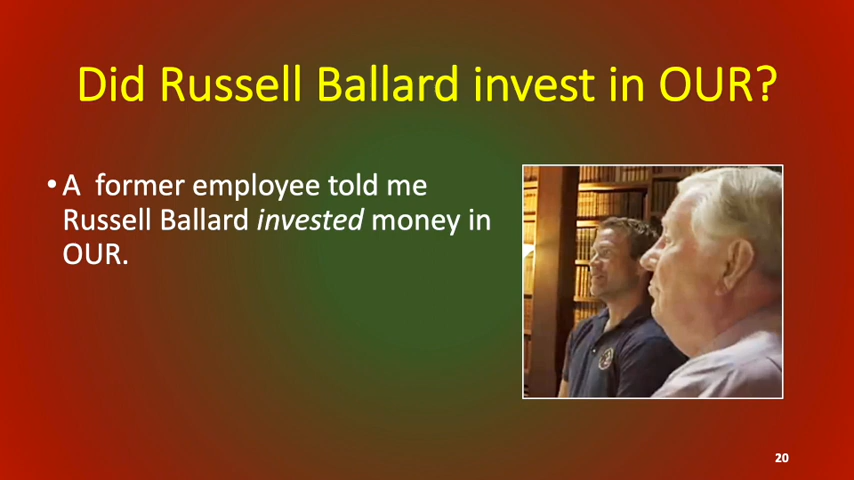 Did Russell Ballard invest in OUR?
• A  former employee told me
Russell Ballard invested money in
OUR.
20